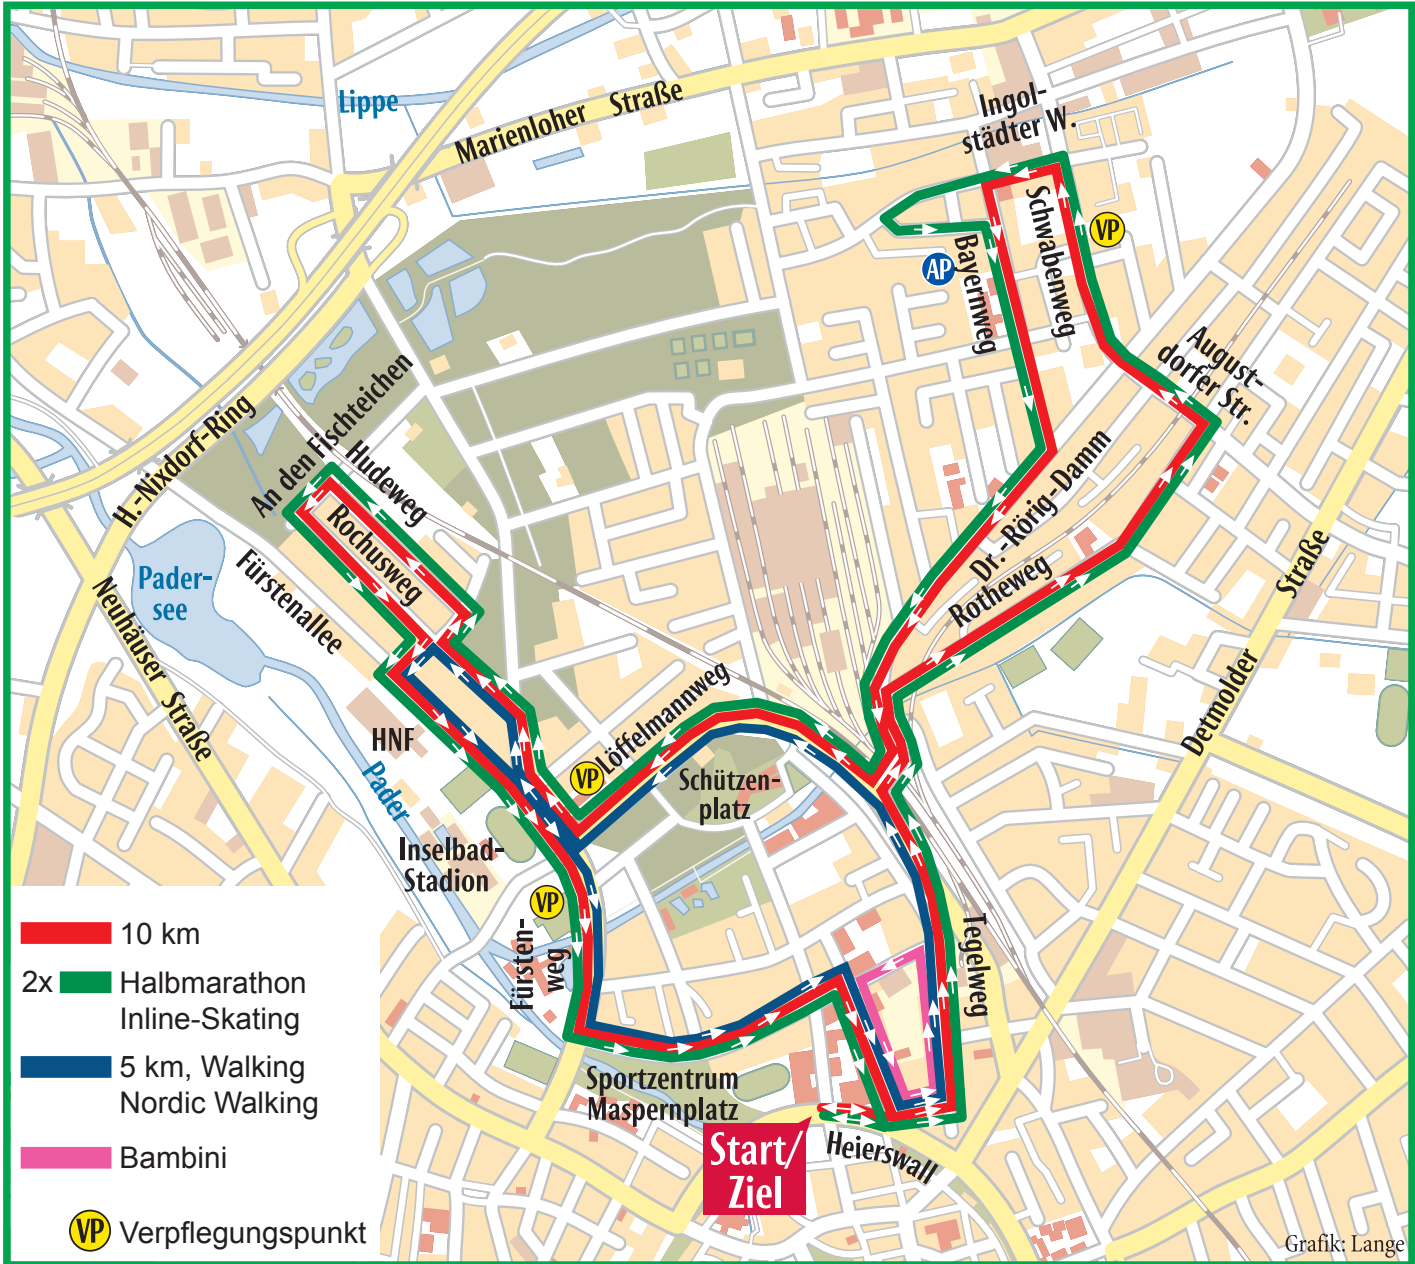 Lippe
Marienloher Straße
Ingol-
städter W.
Schwabenweg
VP
AP
Bayernweg
August-
dorfer Str.
An den Fischteichen
Hudeweg
H.-Nixdorf-Ring
Rochusweg
Dr.-Rörig-Damm
Rotheweg
Pader-
see
Fürstenallee
Neuhäuser Straße
Detmolder Straße
HNF
Pader
VP
Löffelmannweg
Schützen-
platz
Inselbad-
Stadion
VP
Fürsten-
weg
Tegelweg
Sportzentrum
Maspernplatz
Start/
Ziel
Heierswall
10 km
2x Halbmarathon
Inline-Skating
5 km, Walking
Nordic Walking
Bambini
VP Verpflegungspunkt
Grafik: Lange